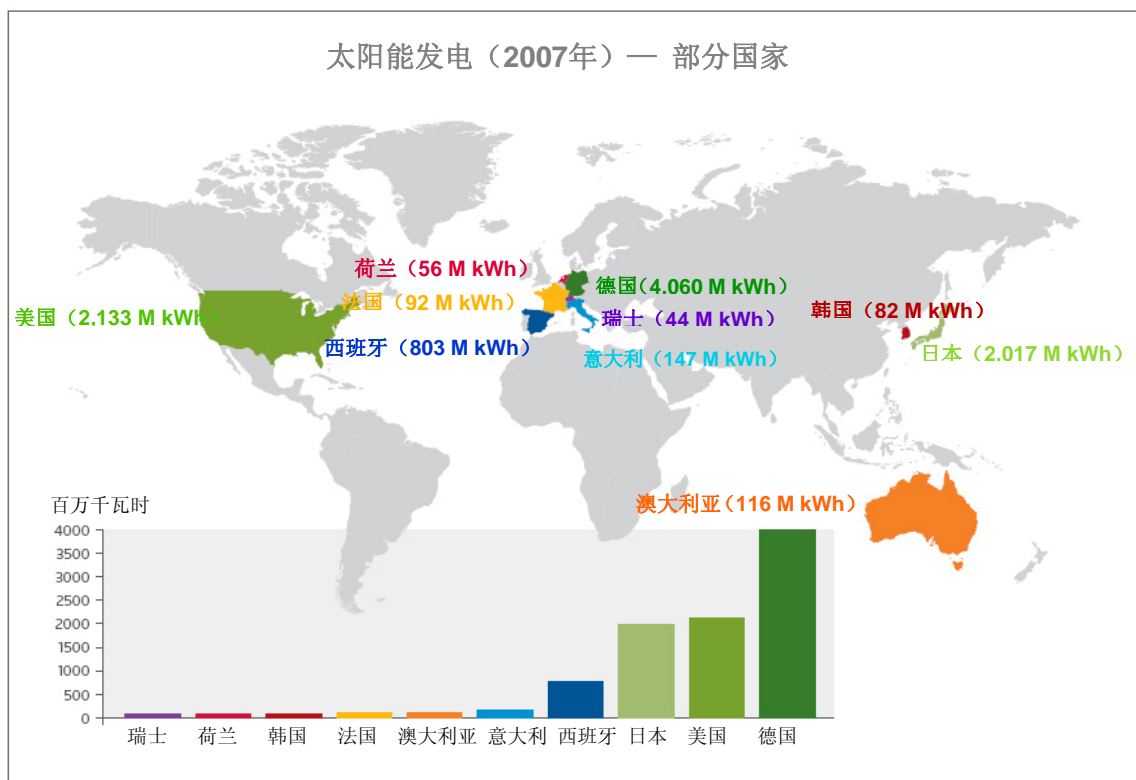 太阳能发电（2007年）— 部分国家
荷兰（56 M kWh）
德国（4.060 M kWh）
法国（92 M kWh）
韩国（82 M kWh）
美国（2,133 M kWh）
瑞士（44 M kWh）
西班牙（803 M kWh）
日本（2.017 M kWh）
意大利（147 M kWh）
澳大利亚（116 M kWh）
百万千瓦时
4000
3500
3000
2500
2000
1500
1000
500
0
瑞士 荷兰 韩国 法国 澳大利亚 意大利 西班牙 日本 美国 德国